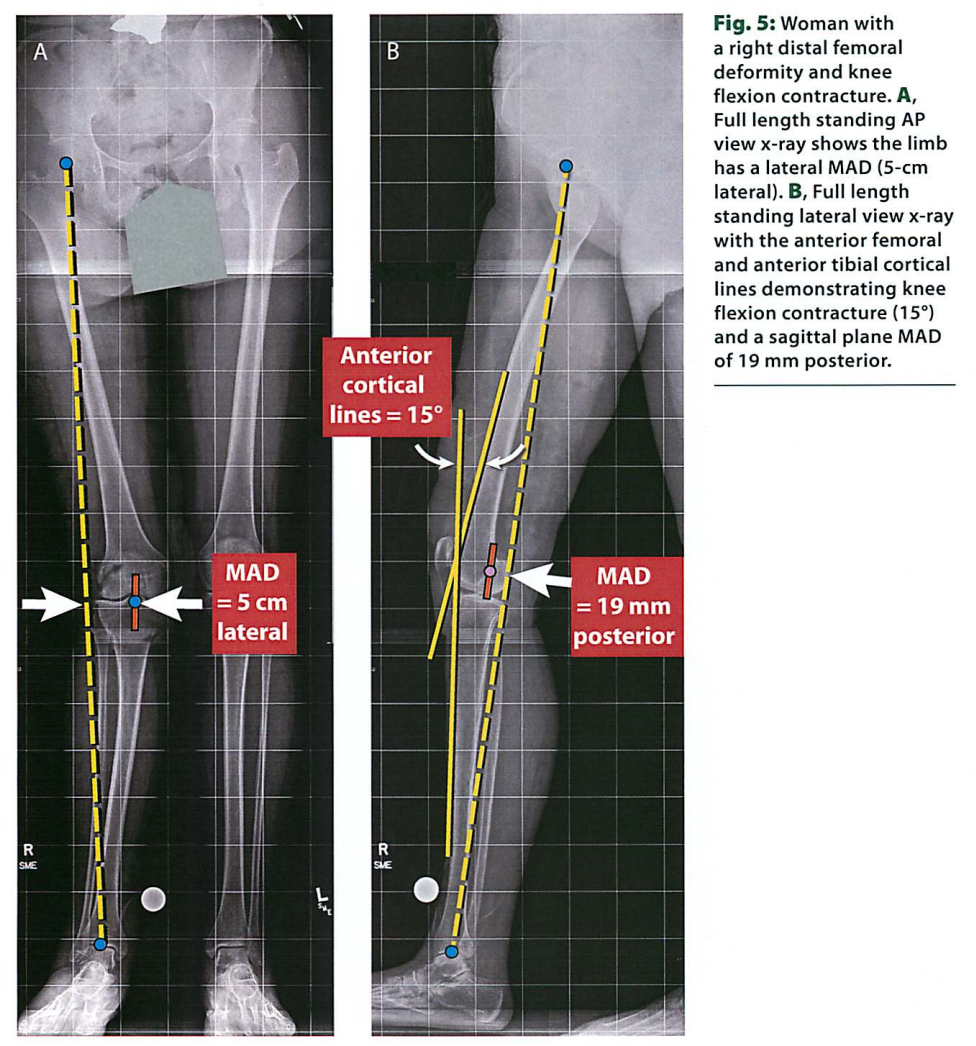 A
B
Fig. 5: Woman with
a right distal femoral
deformity and knee
flexion contracture. A,
Full length standing AP
view x-ray shows the limb
has a lateral MAD (5-cm
lateral). B, Full length
standing lateral view x-ray
with the anterior femoral
and anterior tibial cortical
lines demonstrating knee
flexion contracture (15°)
and a sagittal plane MAD
of 19 mm posterior.
Anterior
cortical
lines = 15°
MAD
= 5 cm
lateral
MAD
= 19 mm
posterior
R
SME
L
SME
R
SME